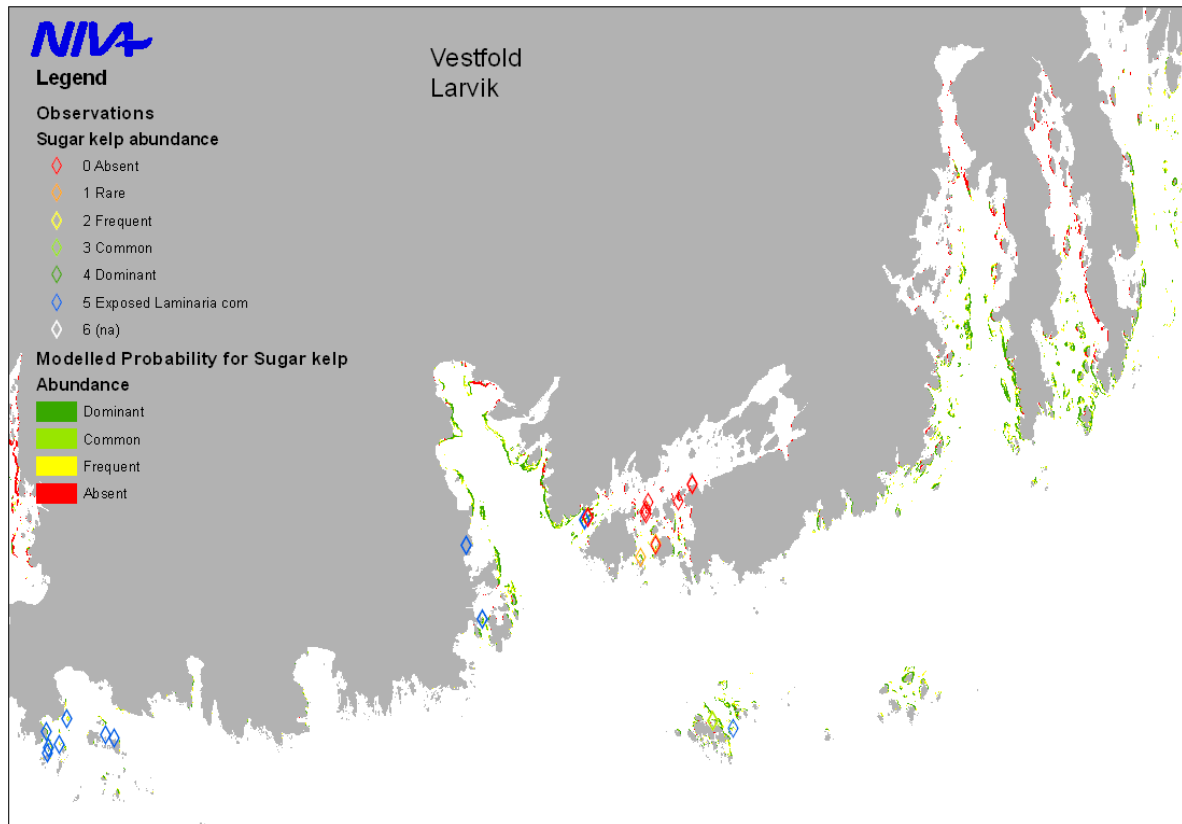 NIVA
Vestfold
Larvik
Legend
Observations
Sugar kelp abundance
0 Absent
1 Rare
2 Frequent
3 Common
4 Dominant
5 Exposed Laminaria com
6 (na)
Modelled Probability for Sugar kelp
Abundance
Dominant
Common
Frequent
Absent